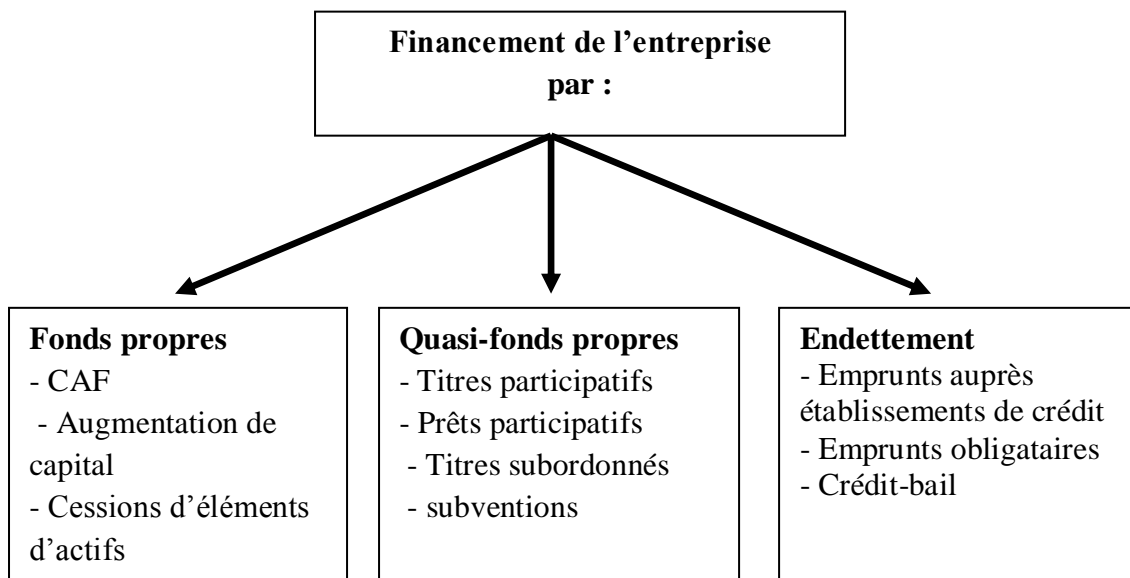 Financement de l’entreprise
par :
Fonds propres
- CAF
- Augmentation de
capital
- Cessions d’éléments
d’actifs
Quasi-fonds propres
- Titres participatifs
- Prêts participatifs
- Titres subordonnés
- subventions
Endettement
- Emprunts auprès
établissements de crédit
- Emprunts obligataires
- Crédit-bail